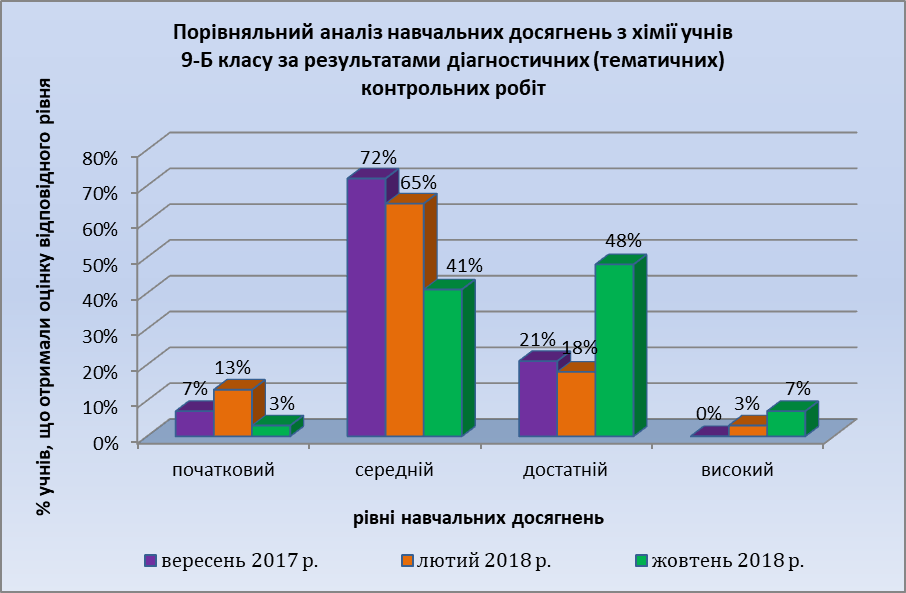 Порівняльний аналіз навчальних досягнень з хімії учнів
9-Б класу за результатами діагностичних (тематичних)
контрольних робіт
% учнів, що отримали оцінку відповідного рівня
80%
70%
60%
50%
40%
30%
20%
10%
0%
7%
13%
3%
72%
65%
41%
21%
18%
48%
0%
3%
7%
початковий
середній
достатній
високий
рівні навчальних досягнень
вересень 2017 р.
лютий 2018 р.
жовтень 2018 р.